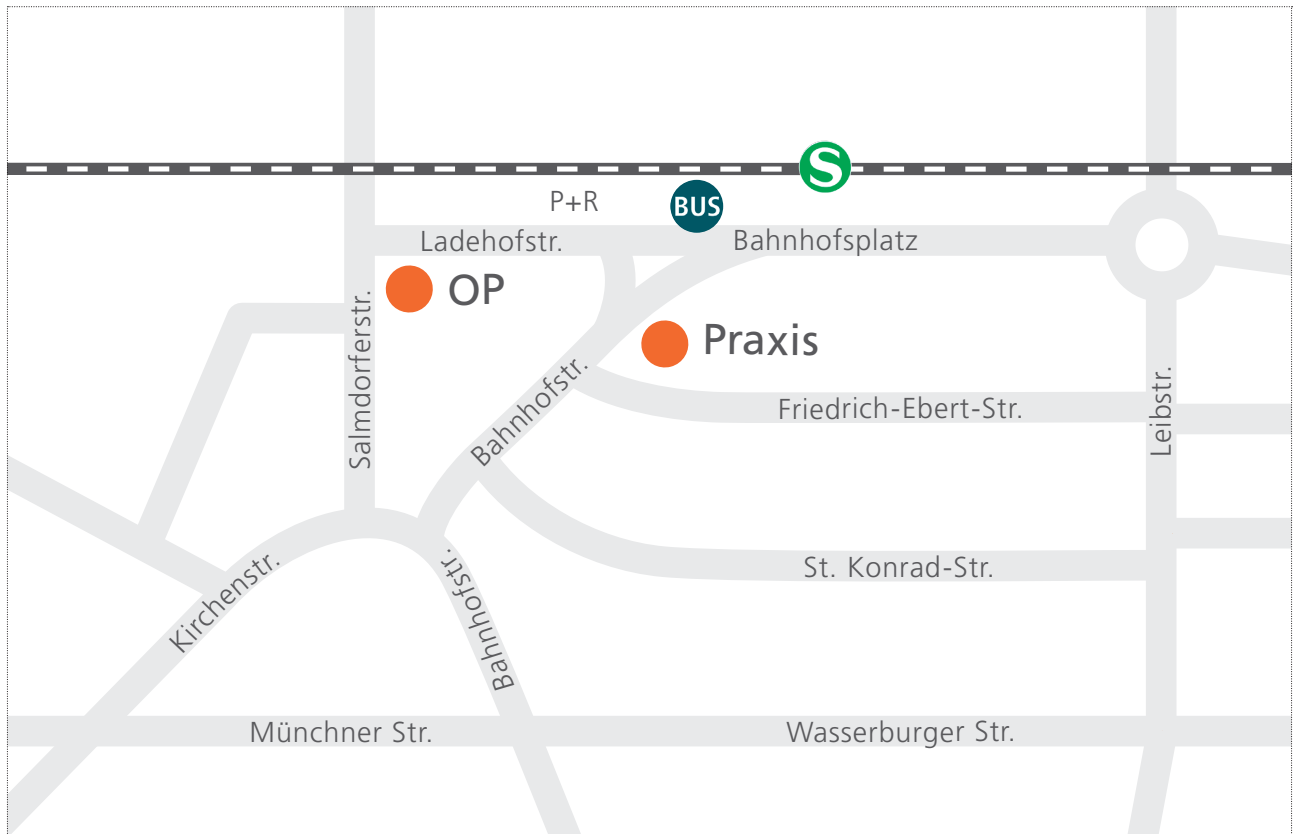 S
P+R
BUS
Ladehofstr.
Bahnhofsplatz
OP
Praxis
Salmdorferstr.
Bahnhofstr.
Friedrich-Ebert-Str.
Leibstr.
Kirchenstr.
Bahnhofstr.
St. Konrad-Str.
Münchner Str.
Wasserburger Str.